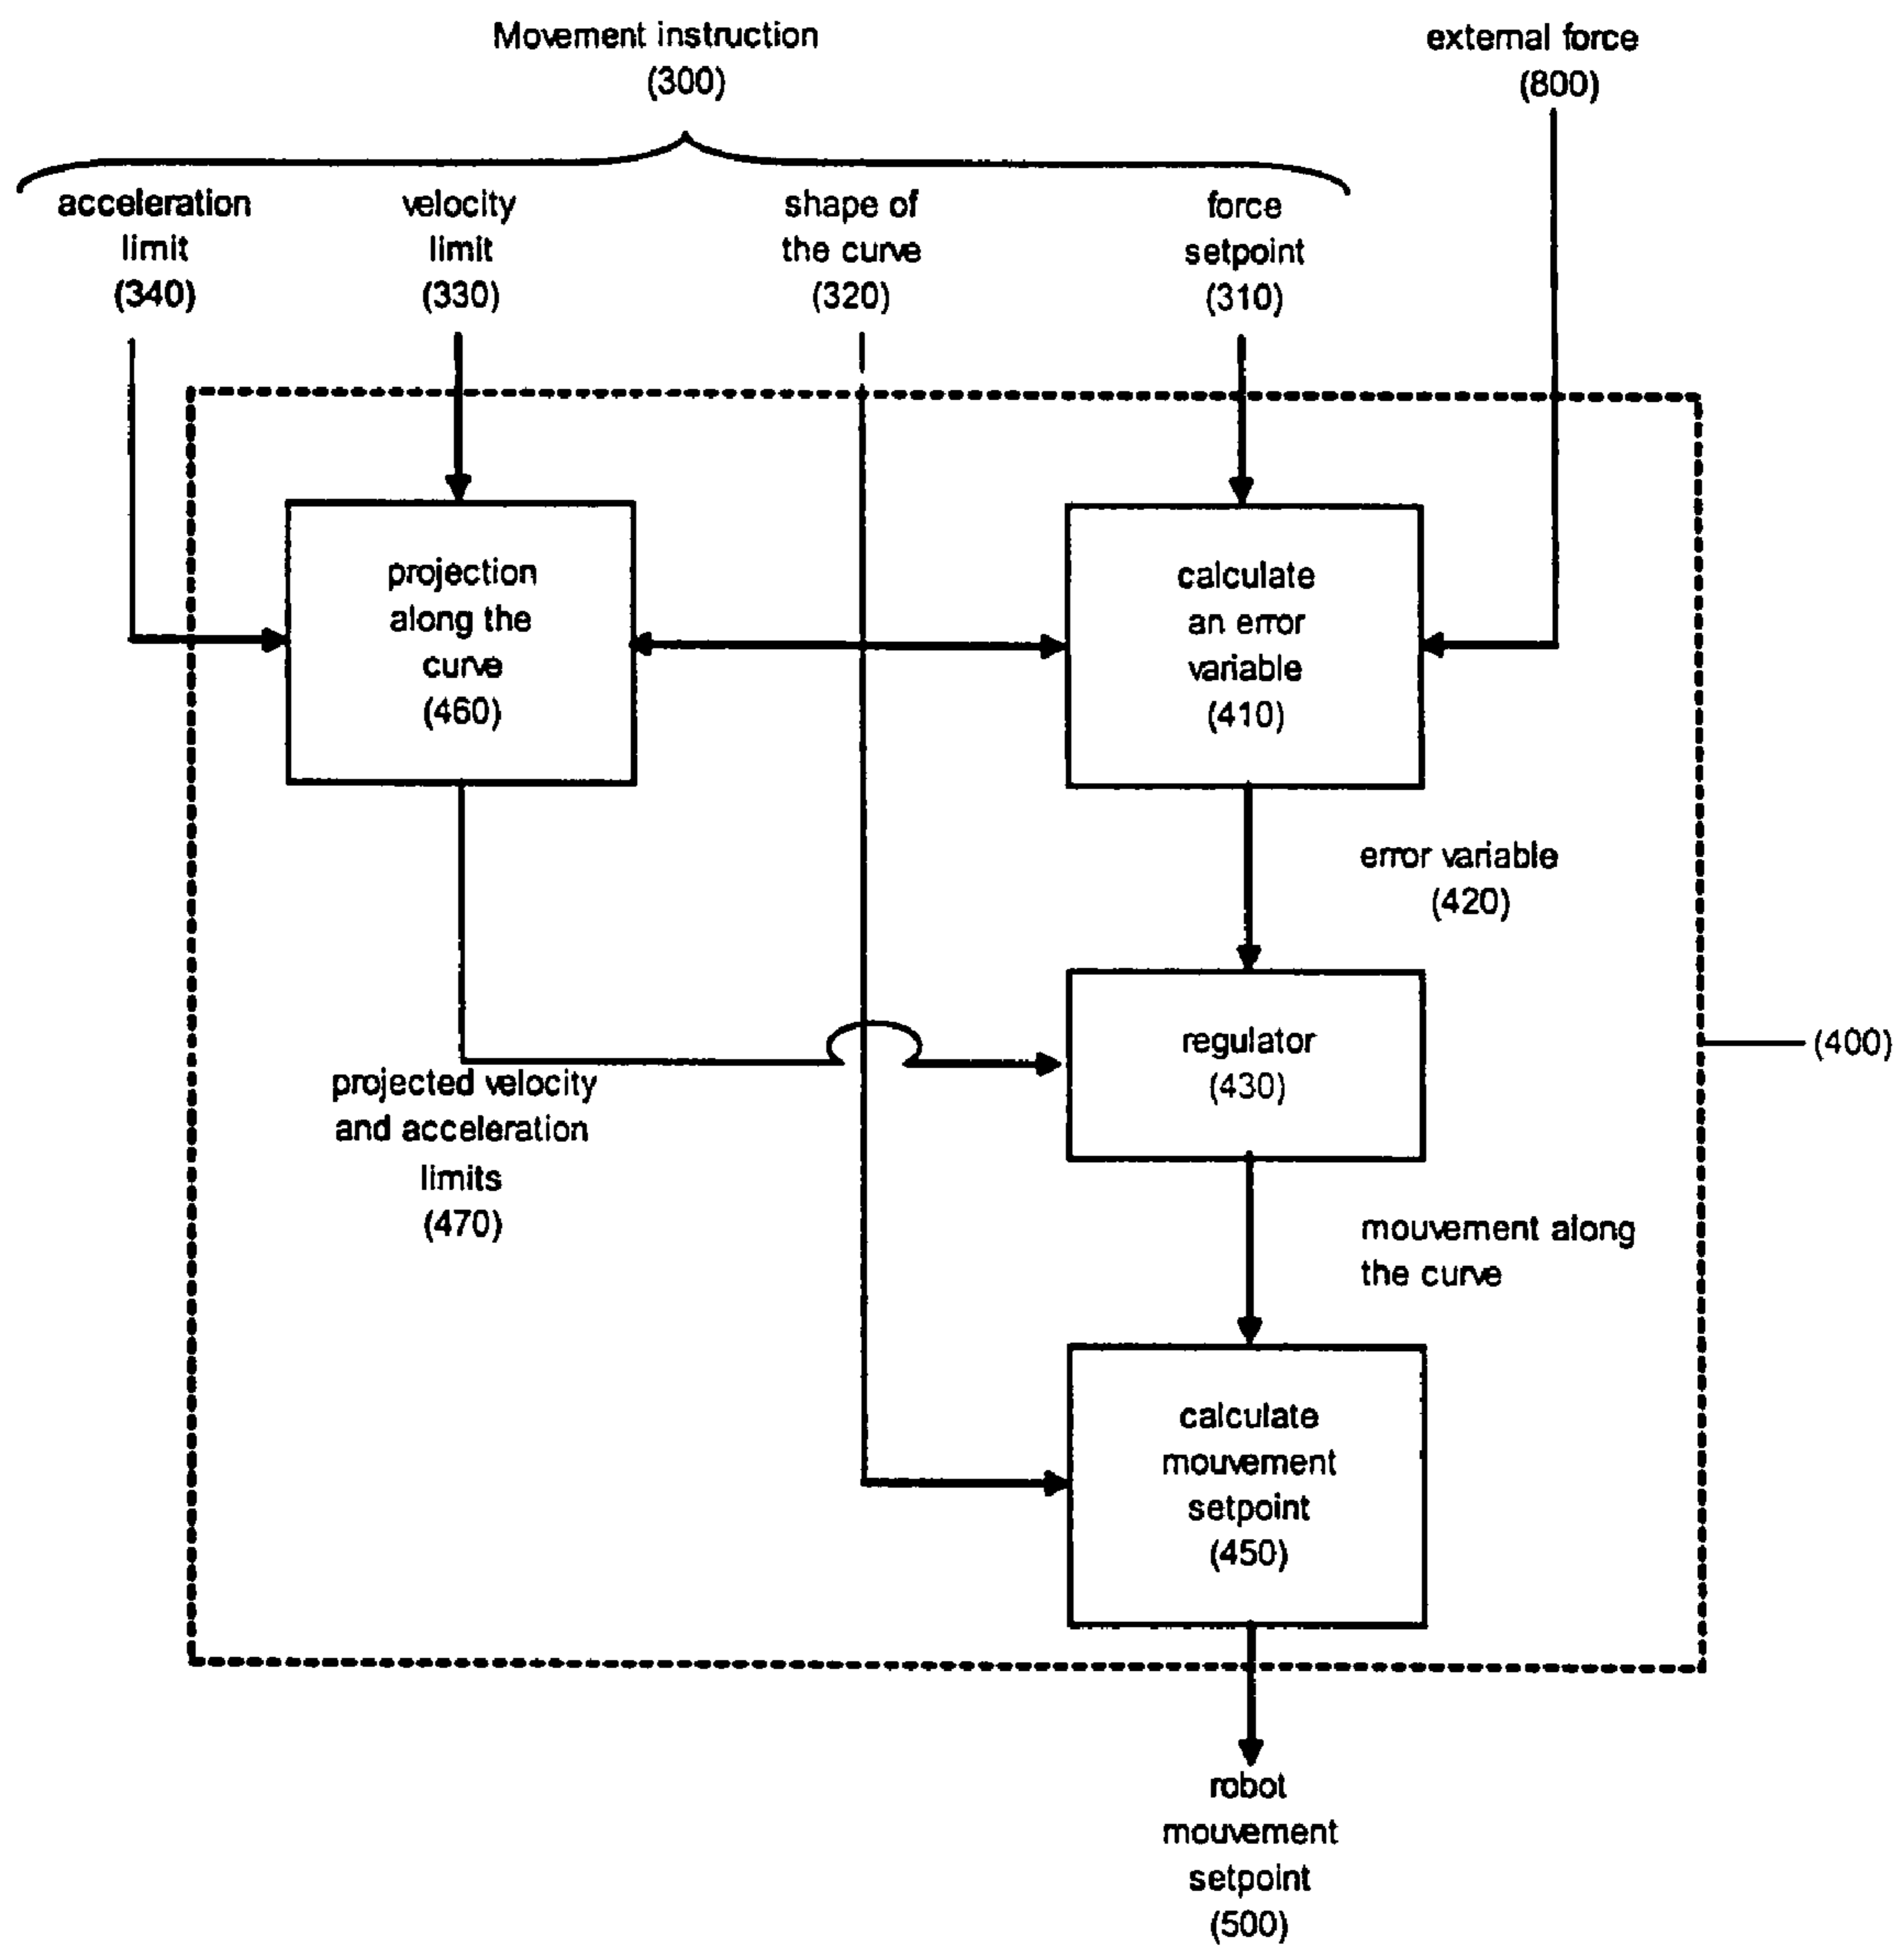 Movement instruction
(300)
external force
(800)
acceleration
limit
(340)
velocity
limit
(330)
shape of
the curve
(320)
force
setpoint
(310)
projection
along the
curve
(460)
calculate
an error
variable
(410)
error variable
(420)
regulator
(430)
(400)
projected velocity
and acceleration
limits
(470)
mouvement along
the curve
calculate
mouvement
setpoint
(450)
robot
mouvement
setpoint
(500)